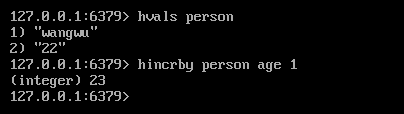 127.0.0.1:6379> hvals person
1) "wangwu"
2) "22"
127.0.0.1:6379> hincrby person age 1
(integer) 23
127.0.0.1:6379>